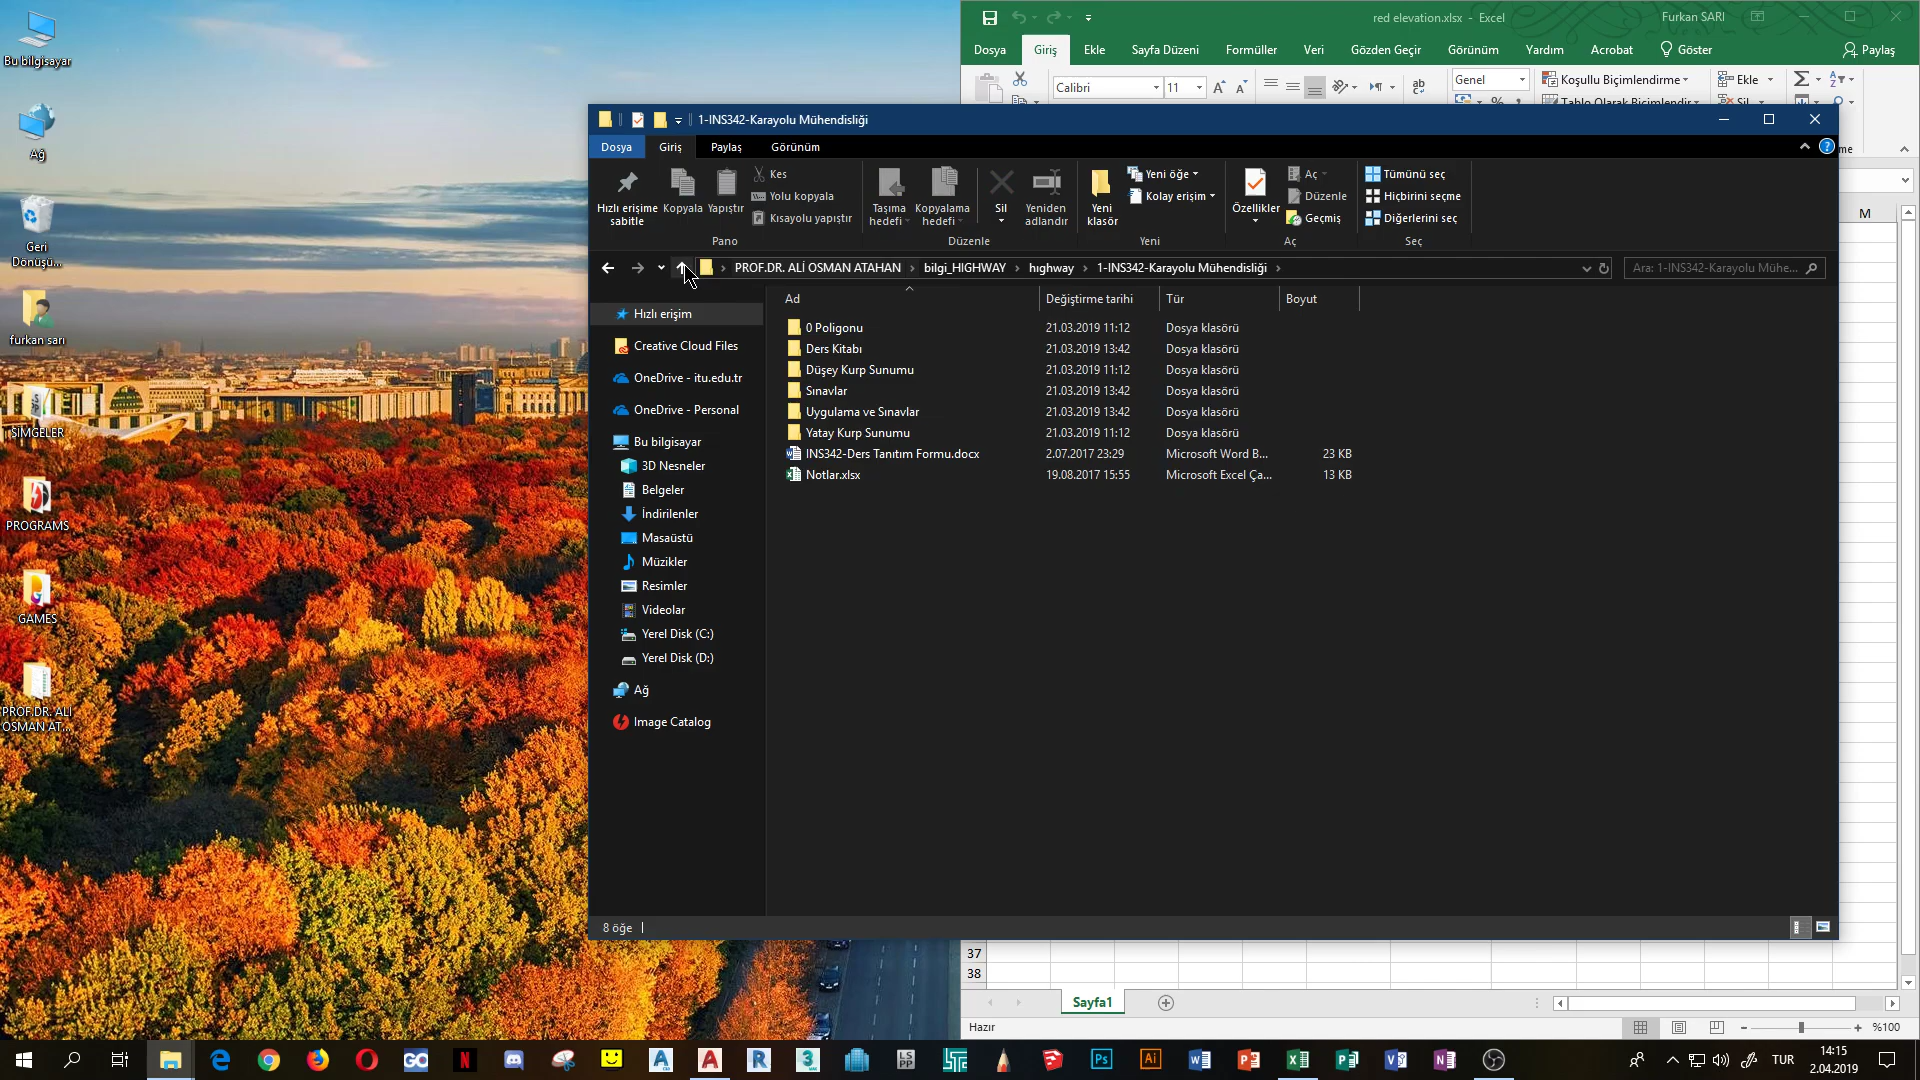 Bu bilgisayar
Ağ
Geri
Dönüşü...
furkan sarı
SİMGELER
PROGRAMS
GAMES
PROF.DR. ALİ
OSMAN AT...
red elevation.xlsx - Excel
Furkan SARI
Dosya Giriş Ekle Sayfa Düzeni Formüller Veri Gözden Geçir Görünüm Yardım Acrobat Göster Paylaş
Calibri 11 Genel Koşullu Biçimlendirme Ekle
Tablo Olarak Biçimlendir Sil
me
M
1-INS342-Karayolu Mühendisliği
Dosya Giriş Paylaş Görünüm
Hızlı erişime
sabitle
Kopyala
Yapıştır
Kes
Yolu kopyala
Kısayolu yapıştır
Pano
Taşıma
hedefi
Kopyalama
hedefi
Sil
Yeniden
adlandır
Düzenle
Yeni
klasör
Yeni öğe
Kolay erişim
Yeni
Özellikler
Aç
Düzenle
Geçmiş
Aç
Tümünü seç
Hiçbirini seçme
Diğerlerini seç
Seç
PROF.DR. ALİ OSMAN ATAHAN > bilgi_HIGHWAY > hıghway > 1-INS342-Karayolu Mühendisliği >
Ara: 1-INS342-Karayolu Mühe...
Ad Değiştirme tarihi Tür Boyut
0 Poligonu 21.03.2019 11:12 Dosya klasörü
Ders Kitabı 21.03.2019 13:42 Dosya klasörü
Düşey Kurp Sunumu 21.03.2019 11:12 Dosya klasörü
Sınavlar 21.03.2019 13:42 Dosya klasörü
Uygulama ve Sınavlar 21.03.2019 13:42 Dosya klasörü
Yatay Kurp Sunumu 21.03.2019 11:12 Dosya klasörü
INS342-Ders Tanıtım Formu.docx 2.07.2017 23:29 Microsoft Word B... 23 KB
Notlar.xlsx 19.08.2017 15:55 Microsoft Excel Ça... 13 KB
Hızlı erişim
Creative Cloud Files
OneDrive - itu.edu.tr
OneDrive - Personal
Bu bilgisayar
3D Nesneler
Belgeler
İndirilenler
Masaüstü
Müzikler
Resimler
Videolar
Yerel Disk (C:)
Yerel Disk (D:)
Ağ
Image Catalog
8 öğe
37
38
Sayfa1
Hazır
%100
TUR
14:15
2.04.2019